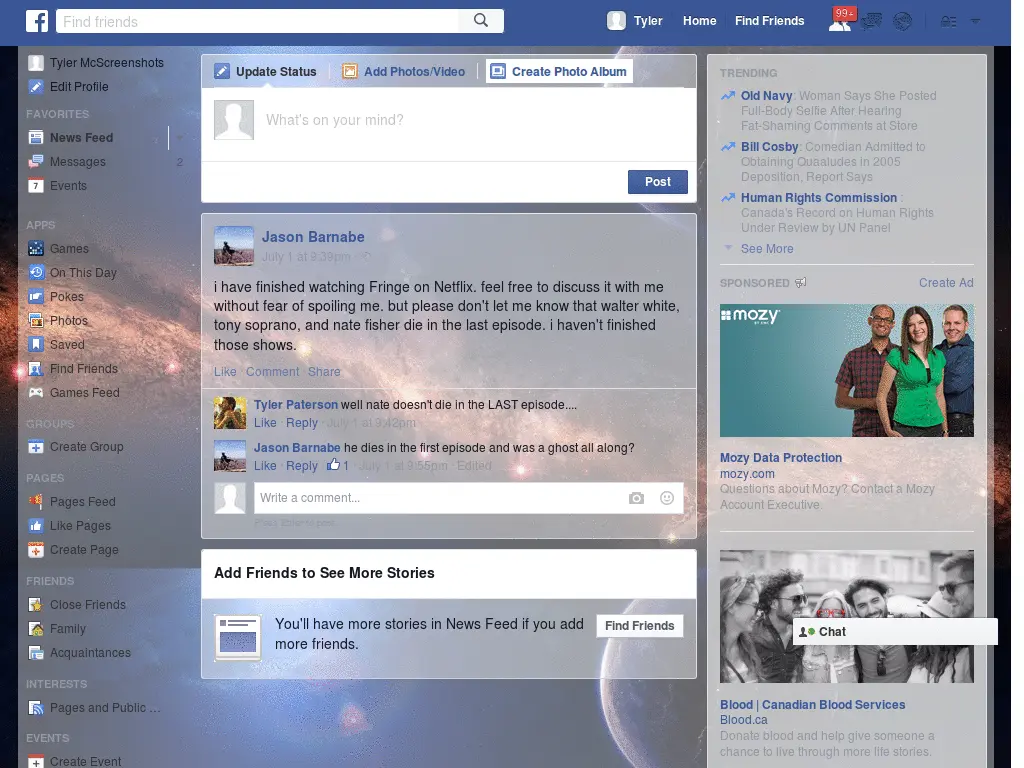 Find friends
Tyler
Home
Find Friends
99+
Tyler McScreenshots
Edit Profile
FAVORITES
News Feed
Messages 2
Events
APPS
Games
On This Day
Pokes
Photos
Saved
Find Friends
Games Feed
GROUPS
Create Group
PAGES
Pages Feed
Like Pages
Create Page
FRIENDS
Close Friends
Family
Acquaintances
INTERESTS
Pages and Public ...
EVENTS
Create Event
Update Status
Add Photos/Video
Create Photo Album
What's on your mind?
Post
Jason Barnabe
July 1 at 9:39pm ·
i have finished watching Fringe on Netflix. feel free to discuss it with me
without fear of spoiling me. but please don't let me know that walter white,
tony soprano, and nate fisher die in the last episode. i haven't finished
those shows.
Like · Comment · Share
Tyler Paterson well nate doesn't die in the LAST episode....
Like · Reply · July 1 at 9:42pm
Jason Barnabe he dies in the first episode and was a ghost all along?
Like · Reply · 1 · July 1 at 9:55pm · Edited
Write a comment...
Press Enter to post.
Add Friends to See More Stories
You'll have more stories in News Feed if you add
more friends.
Find Friends
TRENDING
Old Navy: Woman Says She Posted
Full-Body Selfie After Hearing
Fat-Shaming Comments at Store
Bill Cosby: Comedian Admitted to
Obtaining Quaaludes in 2005
Deposition, Report Says
Human Rights Commission:
Canada's Record on Human Rights
Under Review by UN Panel
See More
SPONSORED
Create Ad
mozy
BY EMC
Mozy Data Protection
mozy.com
Questions about Mozy? Contact a Mozy
Account Executive.
Chat
Blood | Canadian Blood Services
Blood.ca
Donate blood and help give someone a
chance to live through more life stories.